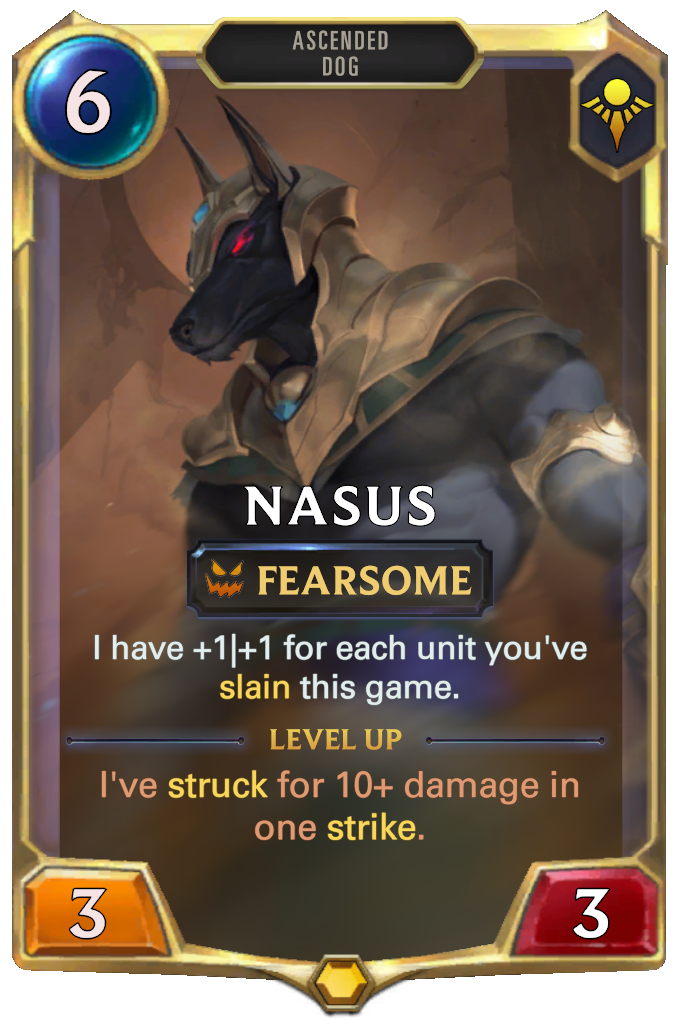 ASCENDED
DOG
6
NASUS
FEARSOME
I have +1|+1 for each unit you've
slain this game.
LEVEL UP
I've struck for 10+ damage in
one strike.
3
3